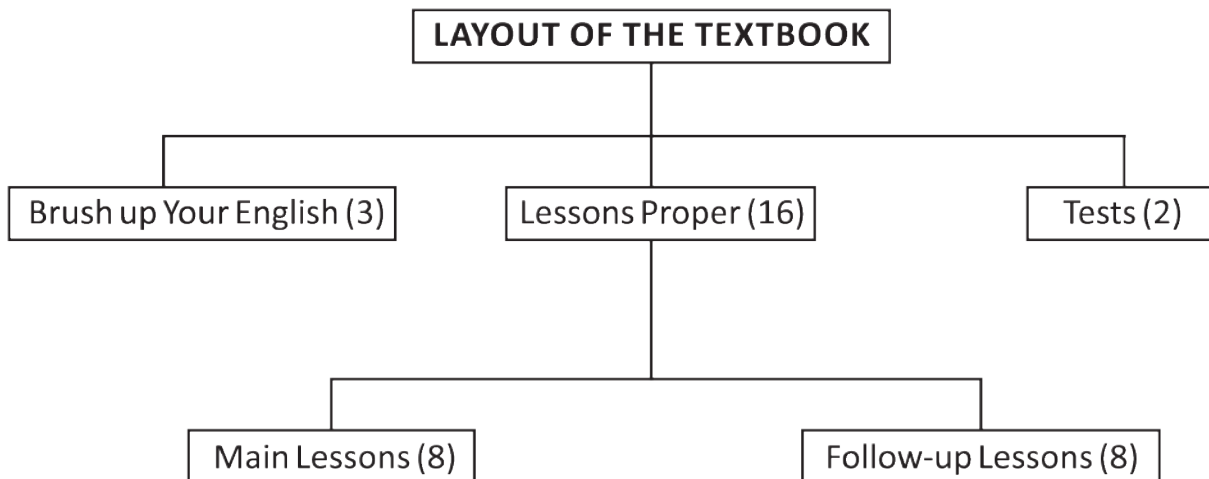 LAYOUT OF THE TEXTBOOK
Brush up Your English (3)
Lessons Proper (16)
Tests (2)
Main Lessons (8)
Follow-up Lessons (8)